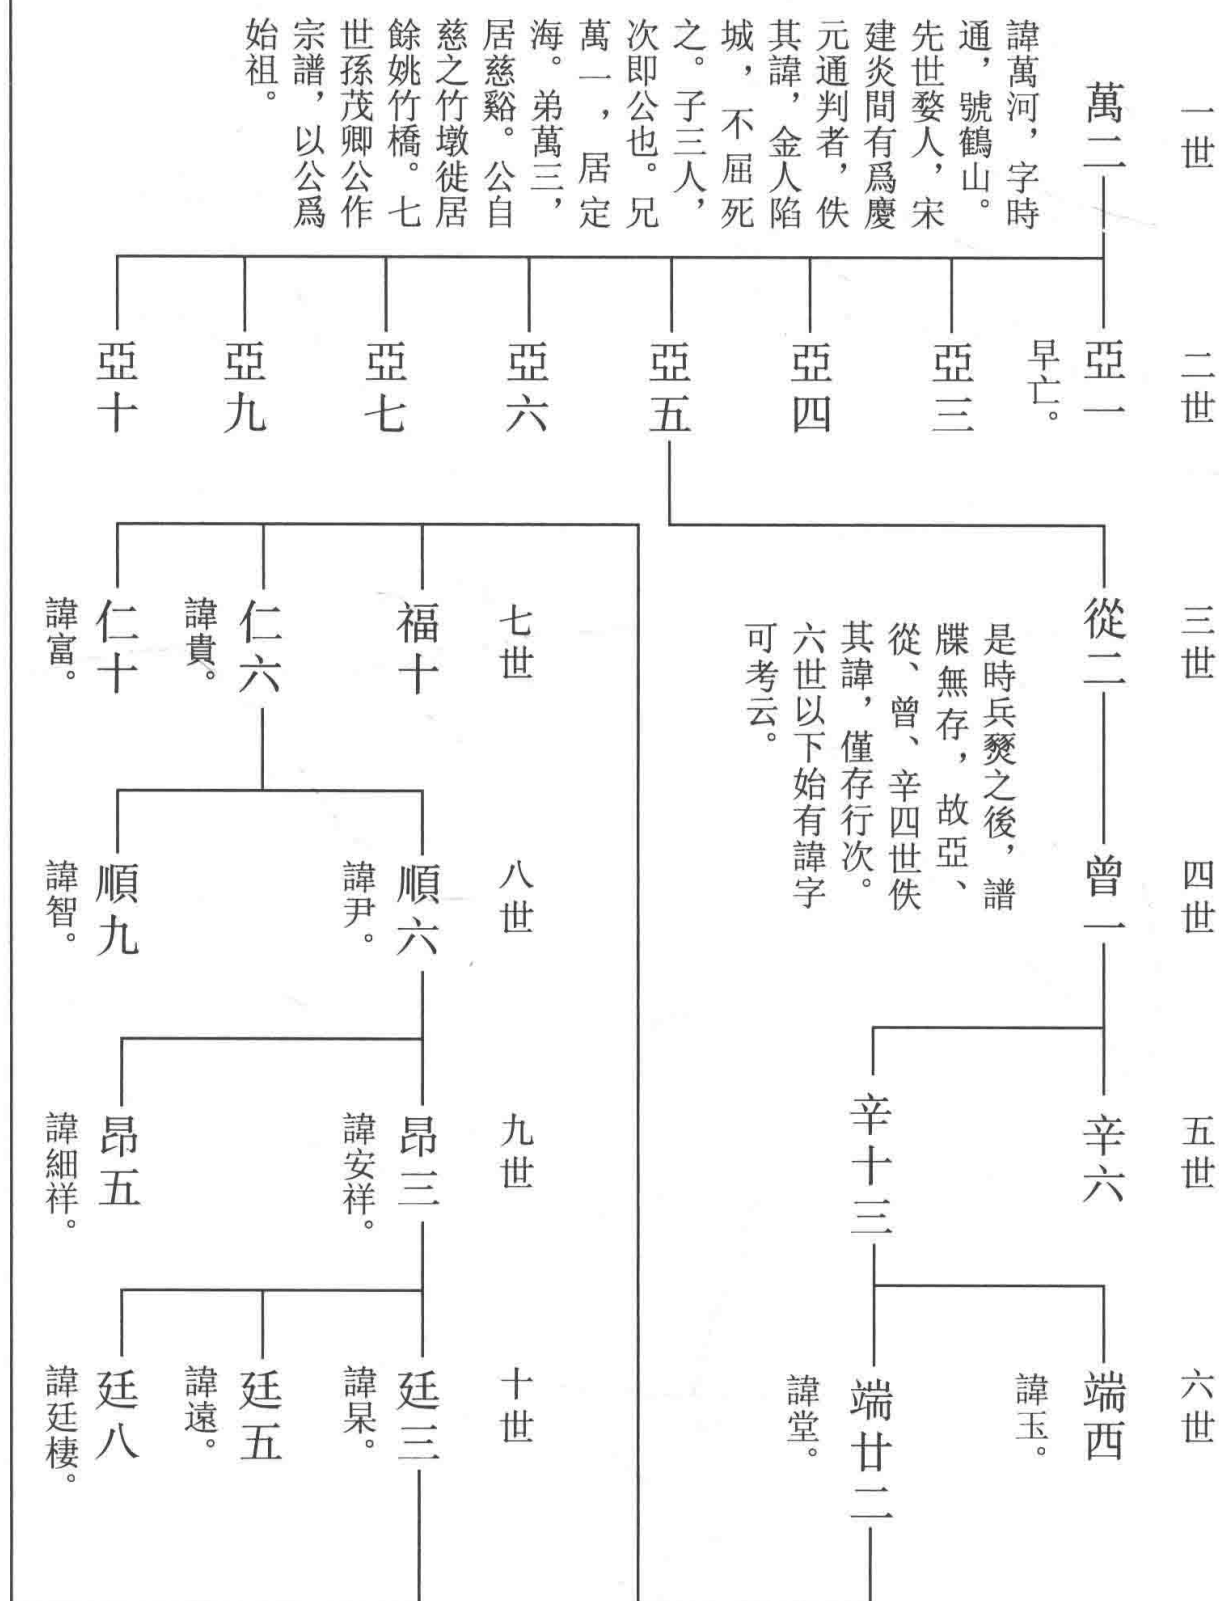 一世
萬二
諱萬河，字時
通，號鶴山。
先世婺人，宋
建炎間有爲慶
元通判者，佚
其諱，金人陷
城，不屈死
之。子三人，
次即公也。兄
萬一，居定
海。弟萬三，
居慈谿。公自
慈之竹墩徙居
餘姚竹橋。七
世孫茂卿公作
宗譜，以公爲
始祖。
二世
亞一
早亡。
亞三
亞四
亞五
亞六
亞七
亞九
亞十
三世
從二
四世
曾一
是時兵燹之後，譜
牒無存，故亞、
從、曾、辛四世佚
其諱，僅存行次。
六世以下始有諱字
可考云。
五世
辛六
辛十三
六世
端西
諱玉。
端廿二
諱堂。
七世
福十
仁六
諱貴。
仁十
諱富。
八世
順六
諱尹。
順九
諱智。
九世
昂三
諱安祥。
昂五
諱細祥。
十世
廷三
諱杲。
廷五
諱遠。
廷八
諱廷棲。